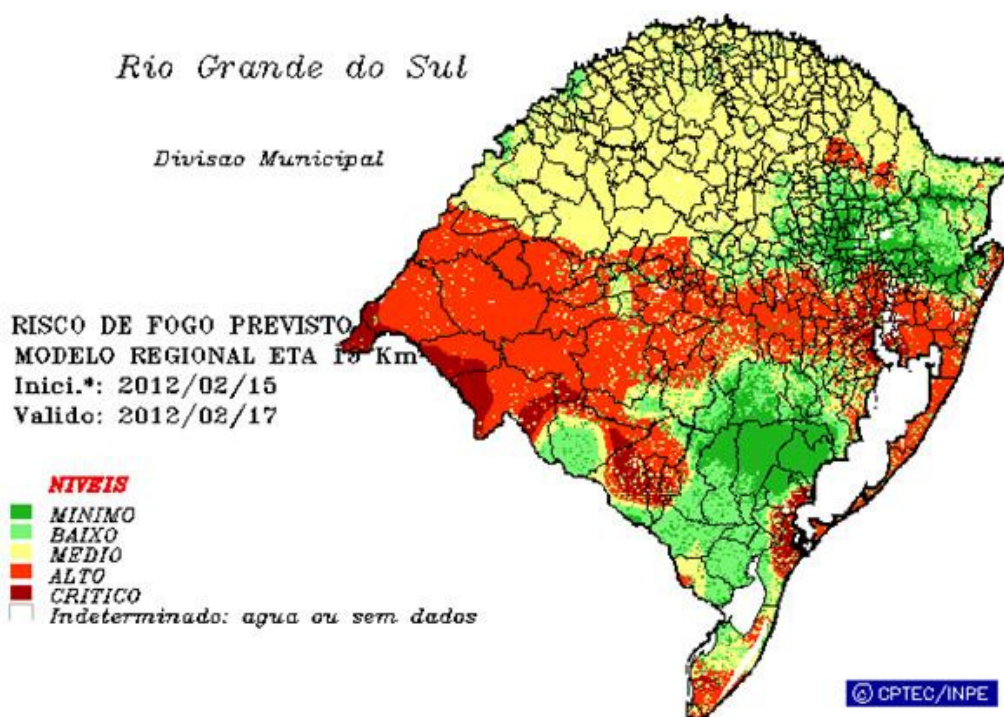 Rio Grande do Sul
Divisao Municipal
RISCO DE FOGO PREVISTO
MODELO REGIONAL ETA 15 Km
Inici.*: 2012/02/15
Valido: 2012/02/17
NIVEIS
MINIMO
BAIXO
MEDIO
ALTO
CRITICO
Indeterminado: agua ou sem dados
© CPTEC/INPE